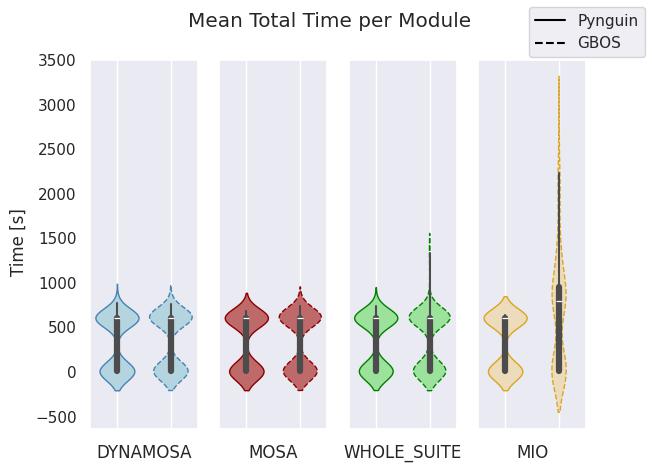 Mean Total Time per Module
Pynguin
GBOS
Time [s]
3500
3000
2500
2000
1500
1000
500
0
−500
DYNAMOSA
MOSA
WHOLE_SUITE
MIO